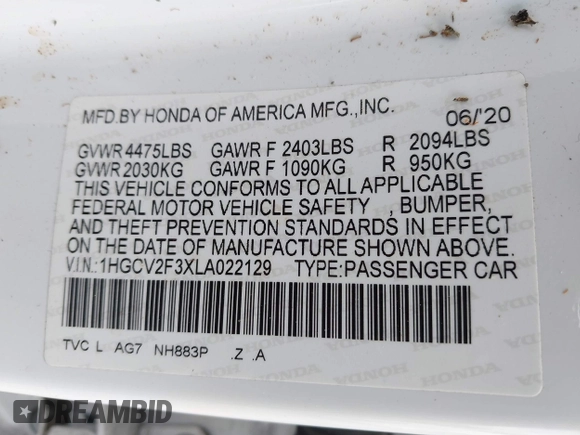 MFD.BY HONDA OF AMERICA MFG.,INC. 06/'20
GVWR 4475LBS GAWR F 2403LBS R 2094LBS
GVWR 2030KG GAWR F 1090KG R 950KG
THIS VEHICLE CONFORMS TO ALL APPLICABLE
FEDERAL MOTOR VEHICLE SAFETY , BUMPER,
AND THEFT PREVENTION STANDARDS IN EFFECT
ON THE DATE OF MANUFACTURE SHOWN ABOVE.
V.I.N.:1HGCV2F3XLA022129 TYPE:PASSENGER CAR
TVC L AG7 NH883P .Z .A
DREAMBID